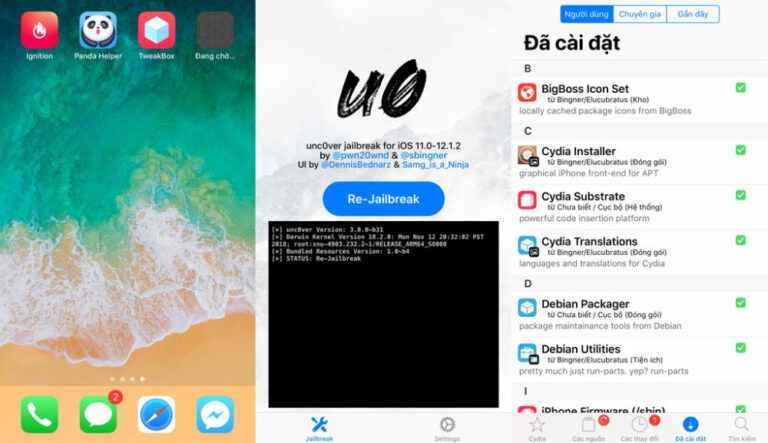 Ignition
Panda Helper
TweakBox
Đang chờ...
2
u0
unc0ver jailbreak for iOS 11.0-12.1.2
by @pwn20wnd & @sbingner
UI by @DennisBednarz & Samg_is_a_Ninja
Re-Jailbreak
[*] unc0ver Version: 3.0.0~b31
[*] Darwin Kernel Version 18.2.0: Mon Nov 12 20:32:02 PST
2018; root:xnu-4903.232.2~1/RELEASE_ARM64_S8000
[*] Bundled Resources Version: 1.0~b4
[*] STATUS: Re-Jailbreak
Jailbreak
Settings
Người dùng
Chuyên gia
Gần đây
Đã cài đặt
B
BigBoss Icon Set
từ Bingner/Elucubratus (Kho)
locally cached package icons from BigBoss
C
Cydia Installer
từ Bingner/Elucubratus (Đóng gói)
graphical iPhone front-end for APT
Cydia Substrate
từ Chưa biết / Cục bộ (Hệ thống)
powerful code insertion platform
Cydia Translations
từ Bingner/Elucubratus (Đóng gói)
languages and translations for Cydia
D
Debian Packager
từ Chưa biết / Cục bộ (Đóng gói)
package maintainance tools from Debian
Debian Utilities
từ Bingner/Elucubratus (Tiện ích)
pretty much just run-parts. yep? run-parts
I
iPhone Firmware (/sbin)
1
Cydia
Các nguồn
Các thay đổi
Đã cài đặt
Tìm kiếm